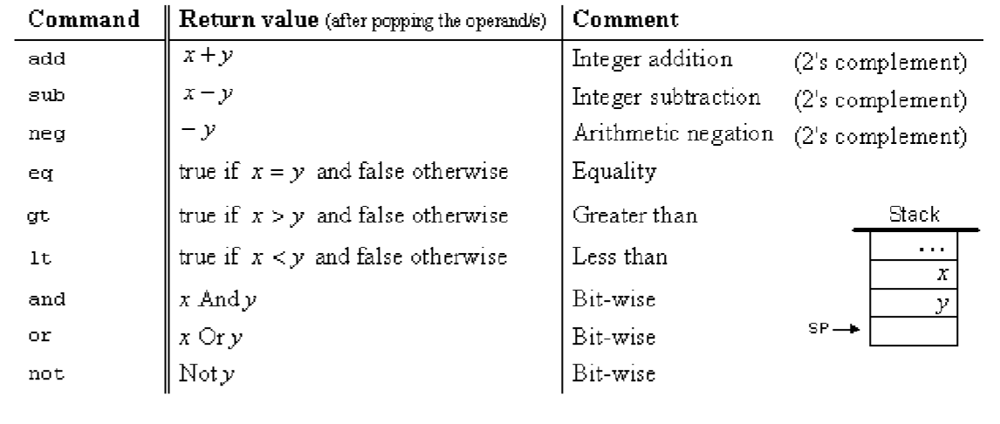 Command Return value (after popping the operand/s) Comment
add x + y Integer addition (2's complement)
sub x − y Integer subtraction (2's complement)
neg − y Arithmetic negation (2's complement)
eq true if x = y and false otherwise Equality
gt true if x > y and false otherwise Greater than
lt true if x < y and false otherwise Less than
and x And y Bit-wise
or x Or y Bit-wise
not Not y Bit-wise
Stack
...
x
y
SP